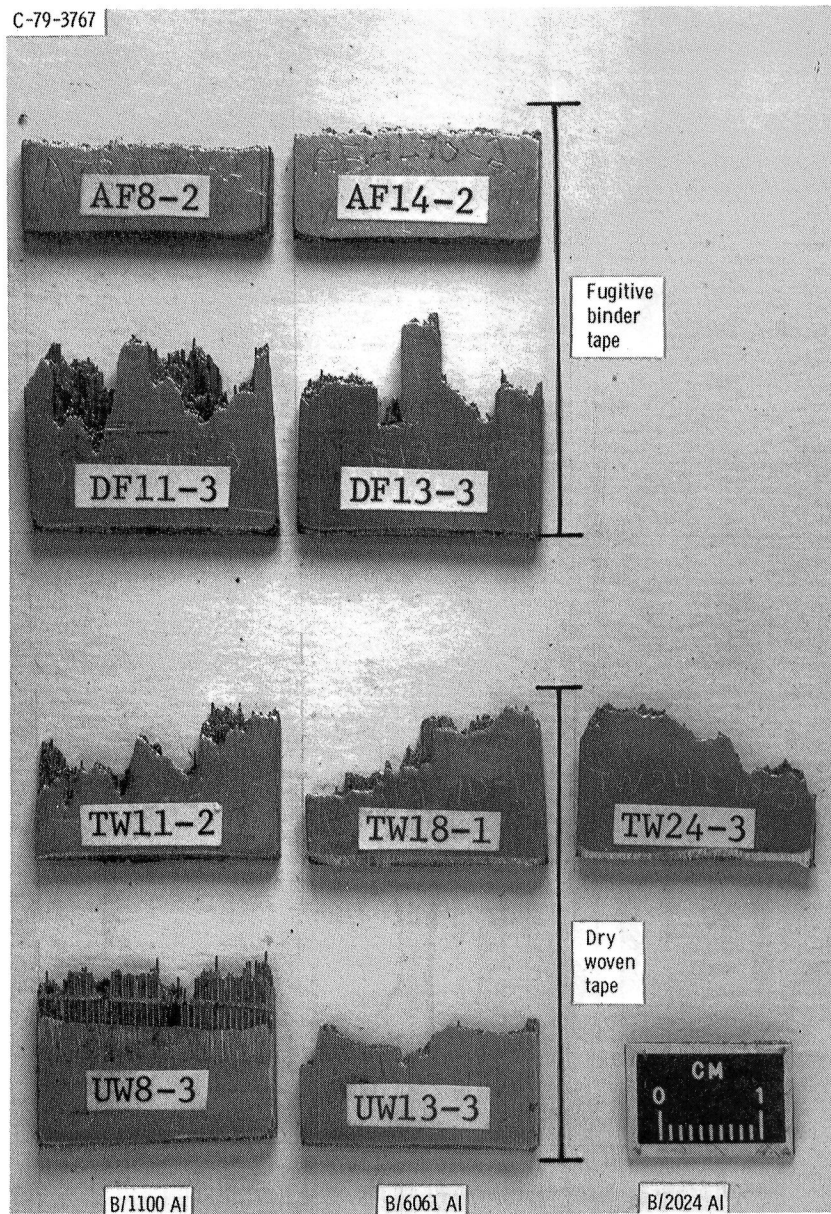 C-79-3767
AF8-2
AF14-2
Fugitive
binder
tape
DF11-3
DF13-3
TW11-2
TW18-1
TW24-3
Dry
woven
tape
UW8-3
UW13-3
CM
0 1
B/1100 Al
B/6061 Al
B/2024 Al